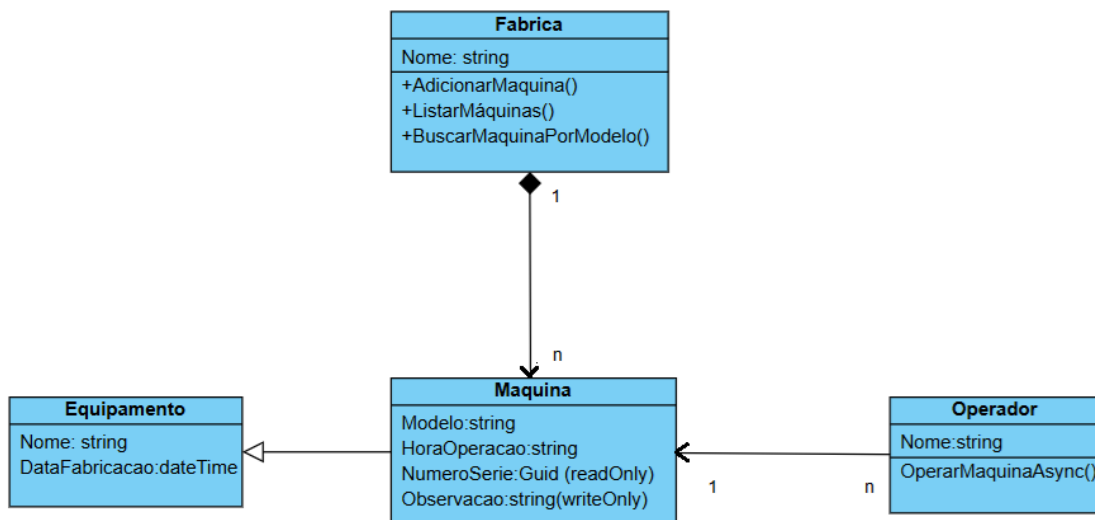 Fabrica
Nome: string
+AdicionarMaquina()
+ListarMáquinas()
+BuscarMaquinaPorModelo()
1
n
Equipamento
Nome: string
DataFabricacao:dateTime
Maquina
Modelo:string
HoraOperacao:string
NumeroSerie:Guid (readOnly)
Observacao:string(writeOnly)
1
n
Operador
Nome:string
OperarMaquinaAsync()